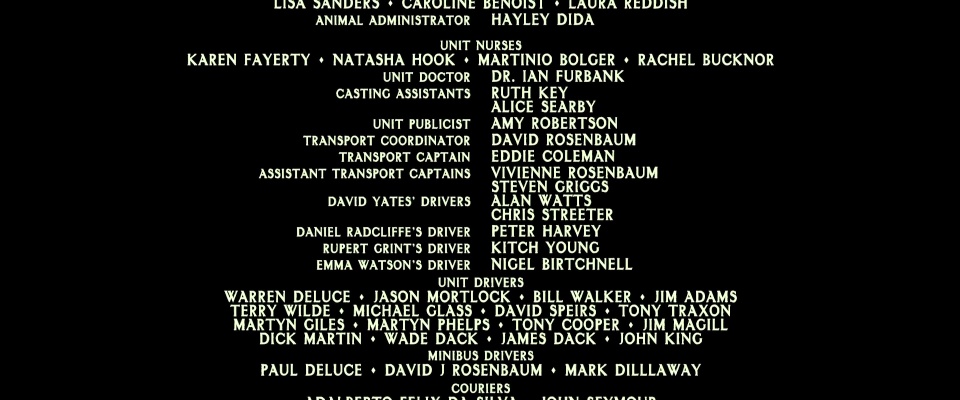 LISA SANDERS • CAROLINE BENOIST • LAURA REDDISH
ANIMAL ADMINISTRATOR HAYLEY DIDA
UNIT NURSES
KAREN FAYERTY • NATASHA HOOK • MARTINIO BOLGER • RACHEL BUCKNOR
UNIT DOCTOR DR. IAN FURBANK
CASTING ASSISTANTS RUTH KEY
ALICE SEARBY
UNIT PUBLICIST AMY ROBERTSON
TRANSPORT COORDINATOR DAVID ROSENBAUM
TRANSPORT CAPTAIN EDDIE COLEMAN
ASSISTANT TRANSPORT CAPTAINS VIVIENNE ROSENBAUM
STEVEN GRIGGS
DAVID YATES' DRIVERS ALAN WATTS
CHRIS STREETER
DANIEL RADCLIFFE'S DRIVER PETER HARVEY
RUPERT GRINT'S DRIVER KITCH YOUNG
EMMA WATSON'S DRIVER NIGEL BIRTCHNELL
UNIT DRIVERS
WARREN DELUCE • JASON MORTLOCK • BILL WALKER • JIM ADAMS
TERRY WILDE • MICHAEL GLASS • DAVID SPEIRS • TONY TRAXON
MARTYN GILES • MARTYN PHELPS • TONY COOPER • JIM MAGILL
DICK MARTIN • WADE DACK • JAMES DACK • JOHN KING
MINIBUS DRIVERS
PAUL DELUCE • DAVID J ROSENBAUM • MARK DILLLAWAY
COURIERS
ADALBERTO FELIX DA SILVA • JOHN SEYMOUR